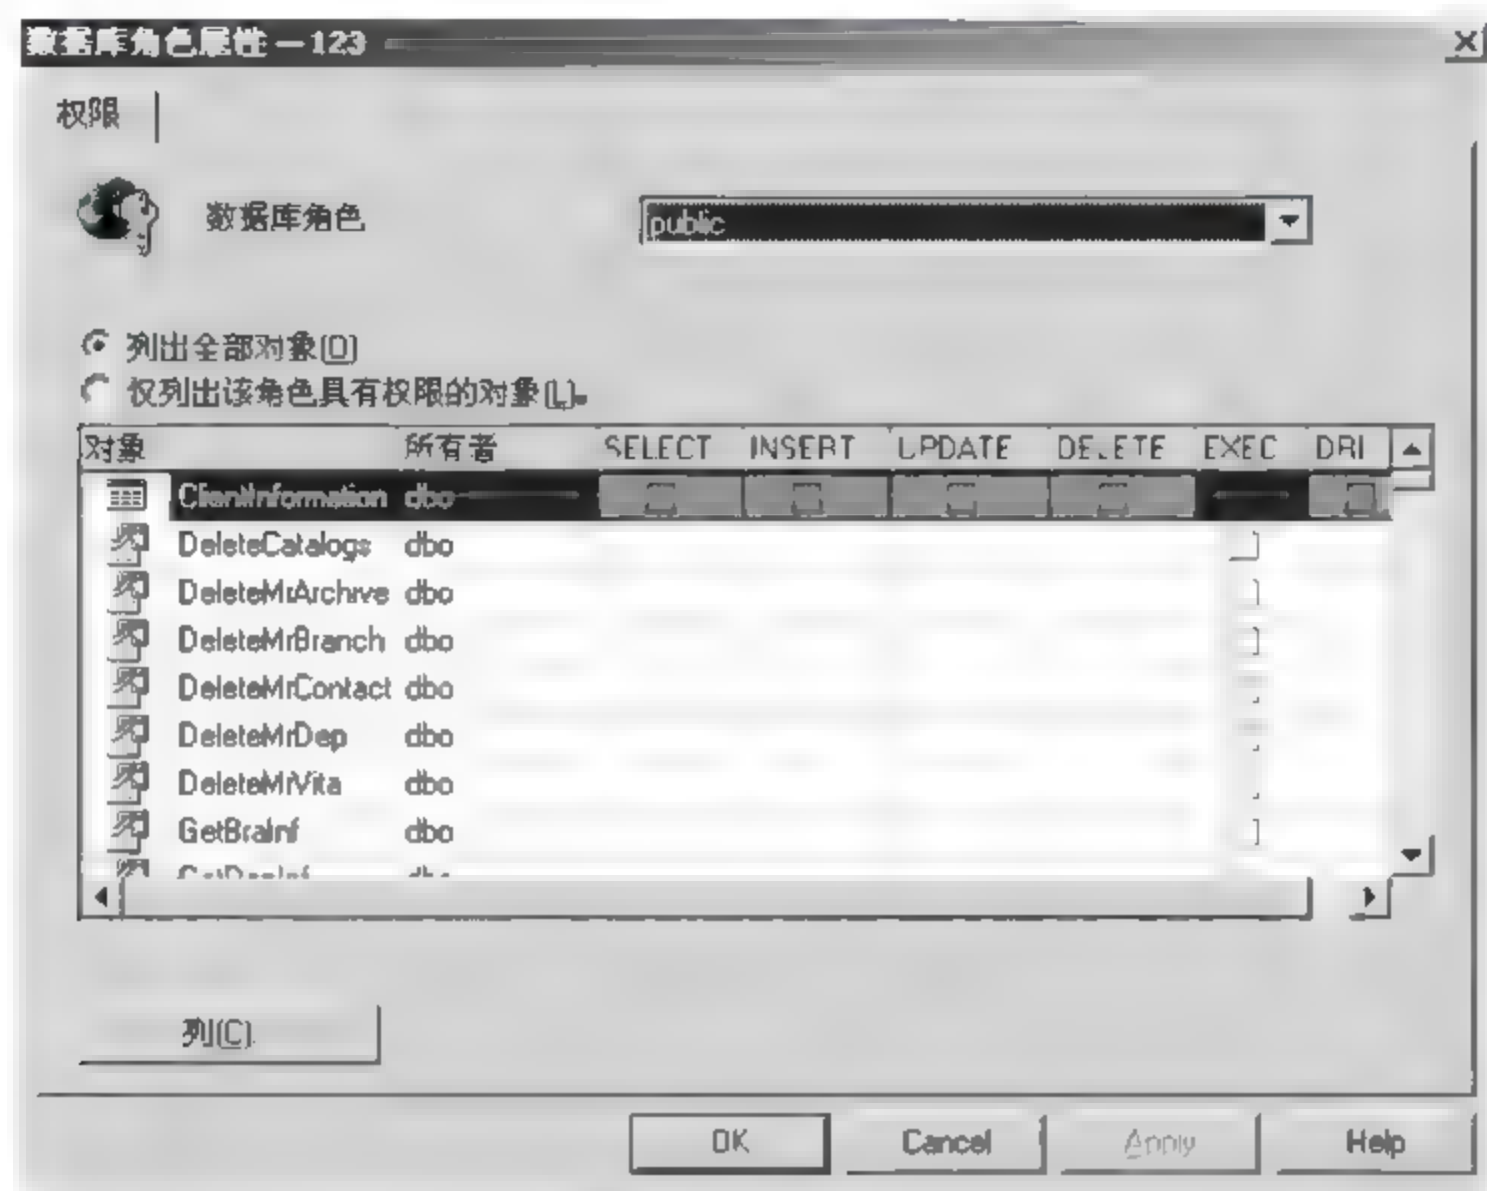 数据库角色属性 - 123
权限
数据库角色 public
列出全部对象(O)
仅列出该角色具有权限的对象(L)。
对象 所有者 SELECT INSERT UPDATE DELETE EXEC DRI
ClientInformation dbo
DeleteCatalogs dbo
DeleteMrArchive dbo
DeleteMrBranch dbo
DeleteMrContact dbo
DeleteMrDep dbo
DeleteMrVita dbo
GetBraInf dbo
GetDepInf dbo
列(C)
OK Cancel Apply Help